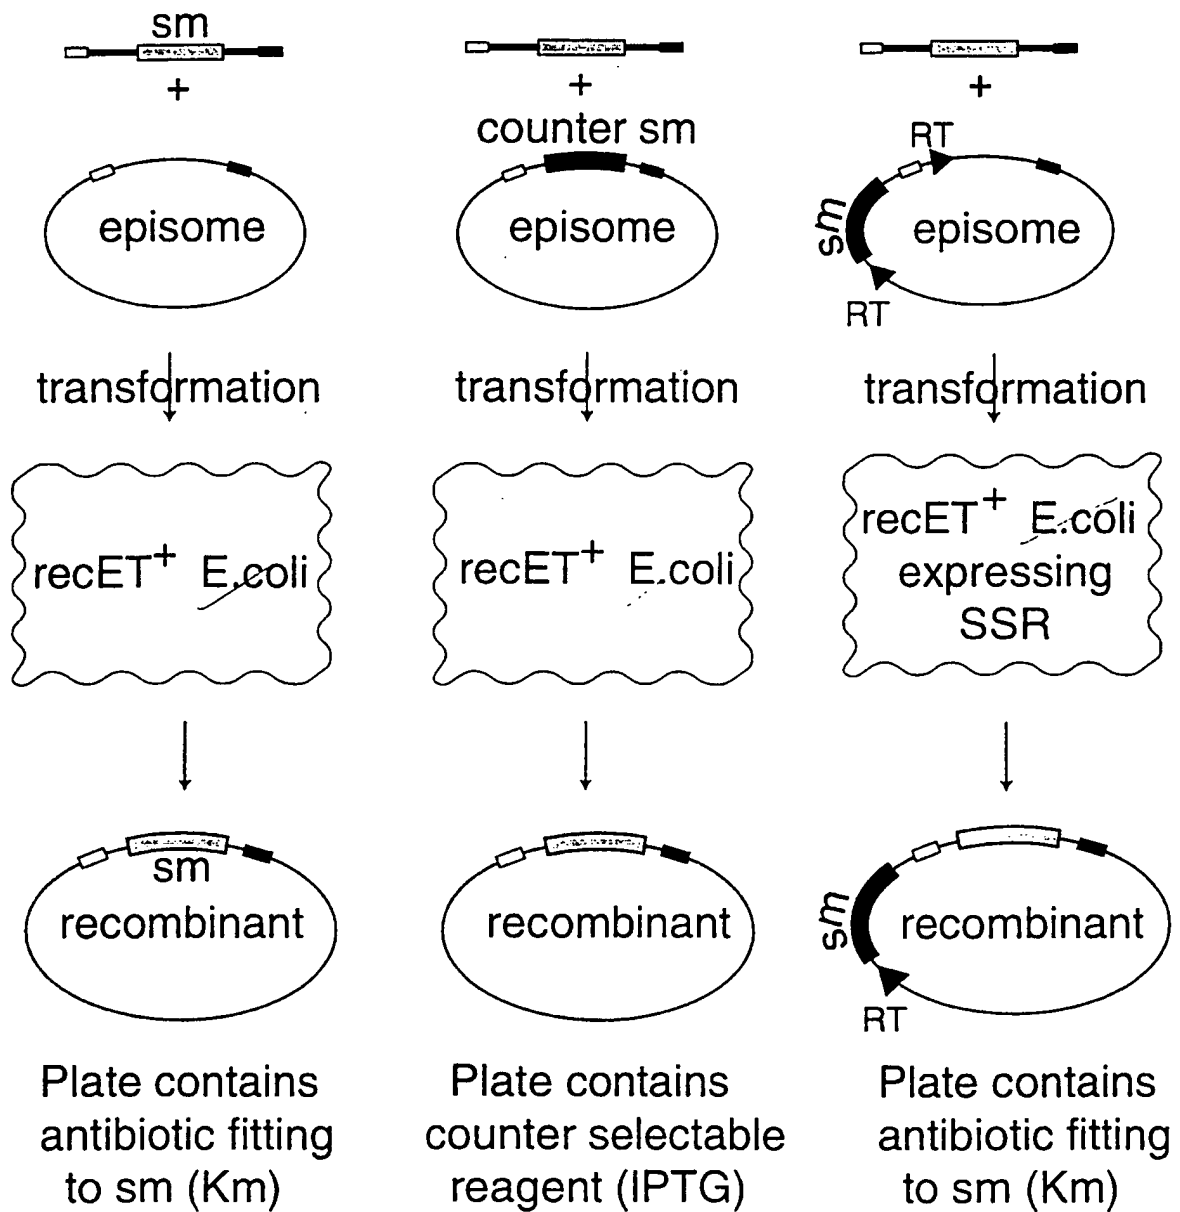 sm
+
episome
transformation
recET+ E.coli
sm
recombinant
Plate contains
antibiotic fitting
to sm (Km)
+
counter sm
episome
transformation
recET+ E.coli
recombinant
Plate contains
counter selectable
reagent (IPTG)
+
RT
sm
episome
RT
transformation
recET+ E.coli
expressing
SSR
sm
recombinant
RT
Plate contains
antibiotic fitting
to sm (Km)